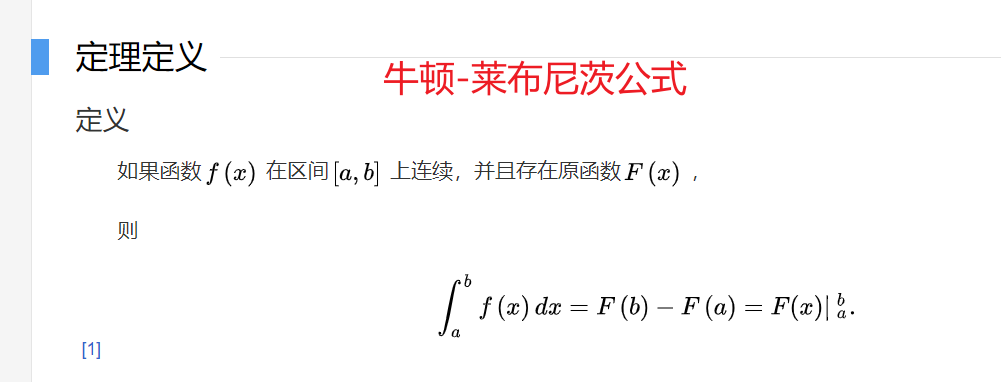 定理定义
牛顿-莱布尼茨公式
定义
如果函数 f (x) 在区间 [a, b] 上连续，并且存在原函数 F (x) ，
则
∫_a^b f (x) dx = F (b) − F (a) = F(x)| _a^b.
[1]